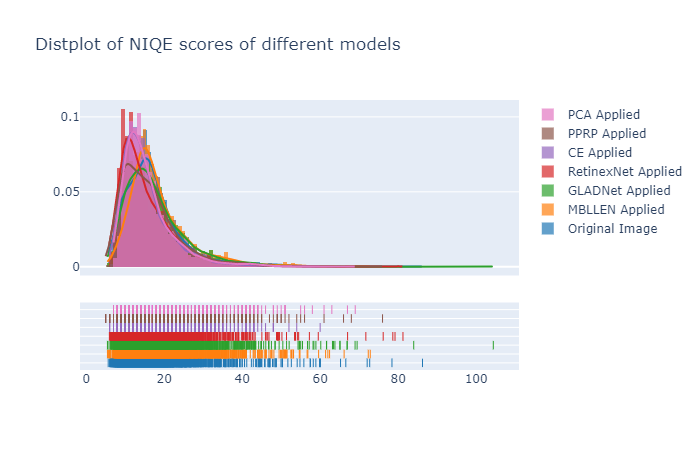 Distplot of NIQE scores of different models
0.1
0.05
0
PCA Applied
PPRP Applied
CE Applied
RetinexNet Applied
GLADNet Applied
MBLLEN Applied
Original Image
0 20 40 60 80 100